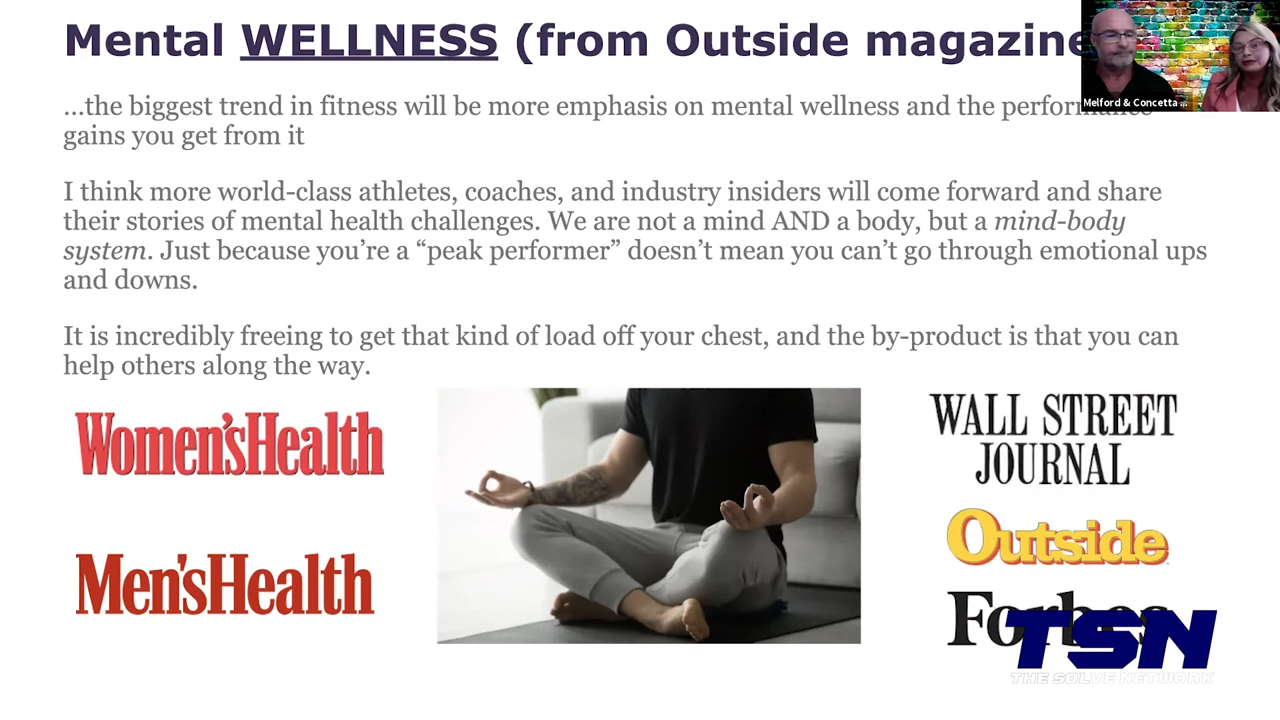 Mental WELLNESS (from Outside magazine
Melford & Concetta ...
...the biggest trend in fitness will be more emphasis on mental wellness and the performance
gains you get from it
I think more world-class athletes, coaches, and industry insiders will come forward and share
their stories of mental health challenges. We are not a mind AND a body, but a mind-body
system. Just because you’re a “peak performer” doesn’t mean you can’t go through emotional ups
and downs.
It is incredibly freeing to get that kind of load off your chest, and the by-product is that you can
help others along the way.
Women'sHealth
Men'sHealth
WALL STREET
JOURNAL
Outside
Forbes
TSN
THE SOLVE NETWORK